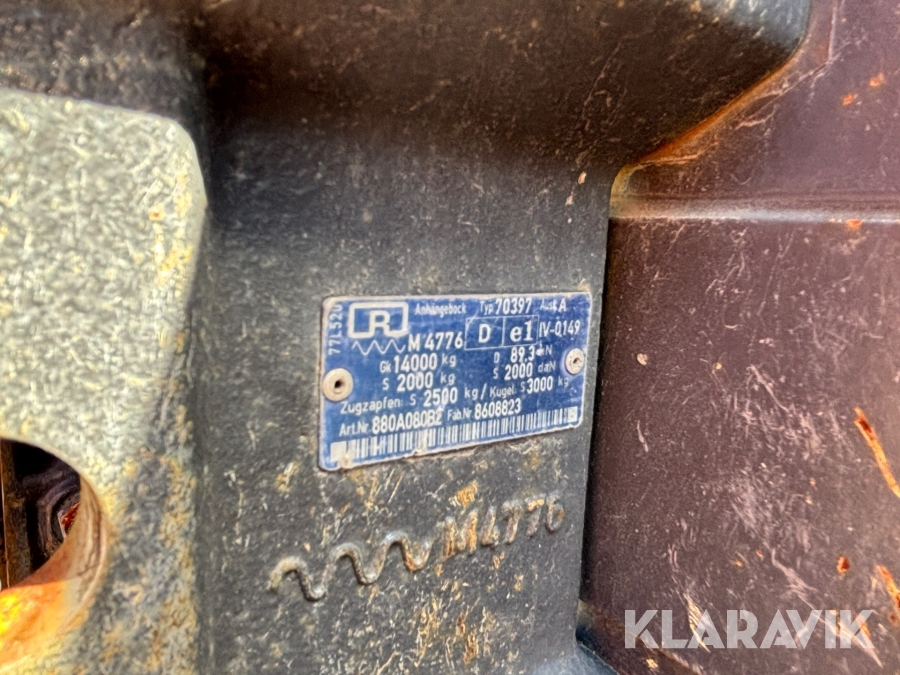 77L520
R Anhängebock Typ 70397 Ausf. A
M 4776 D e1 IV-0149
Gk 14000 kg D 89,3 kN
S 2000 kg S 2000 daN
Zugzapfen: S 2500 kg / Kugel: S 3000 kg
Art.Nr. 880A080B2 Fab.Nr. 8608823
M4776
KLARAVIK